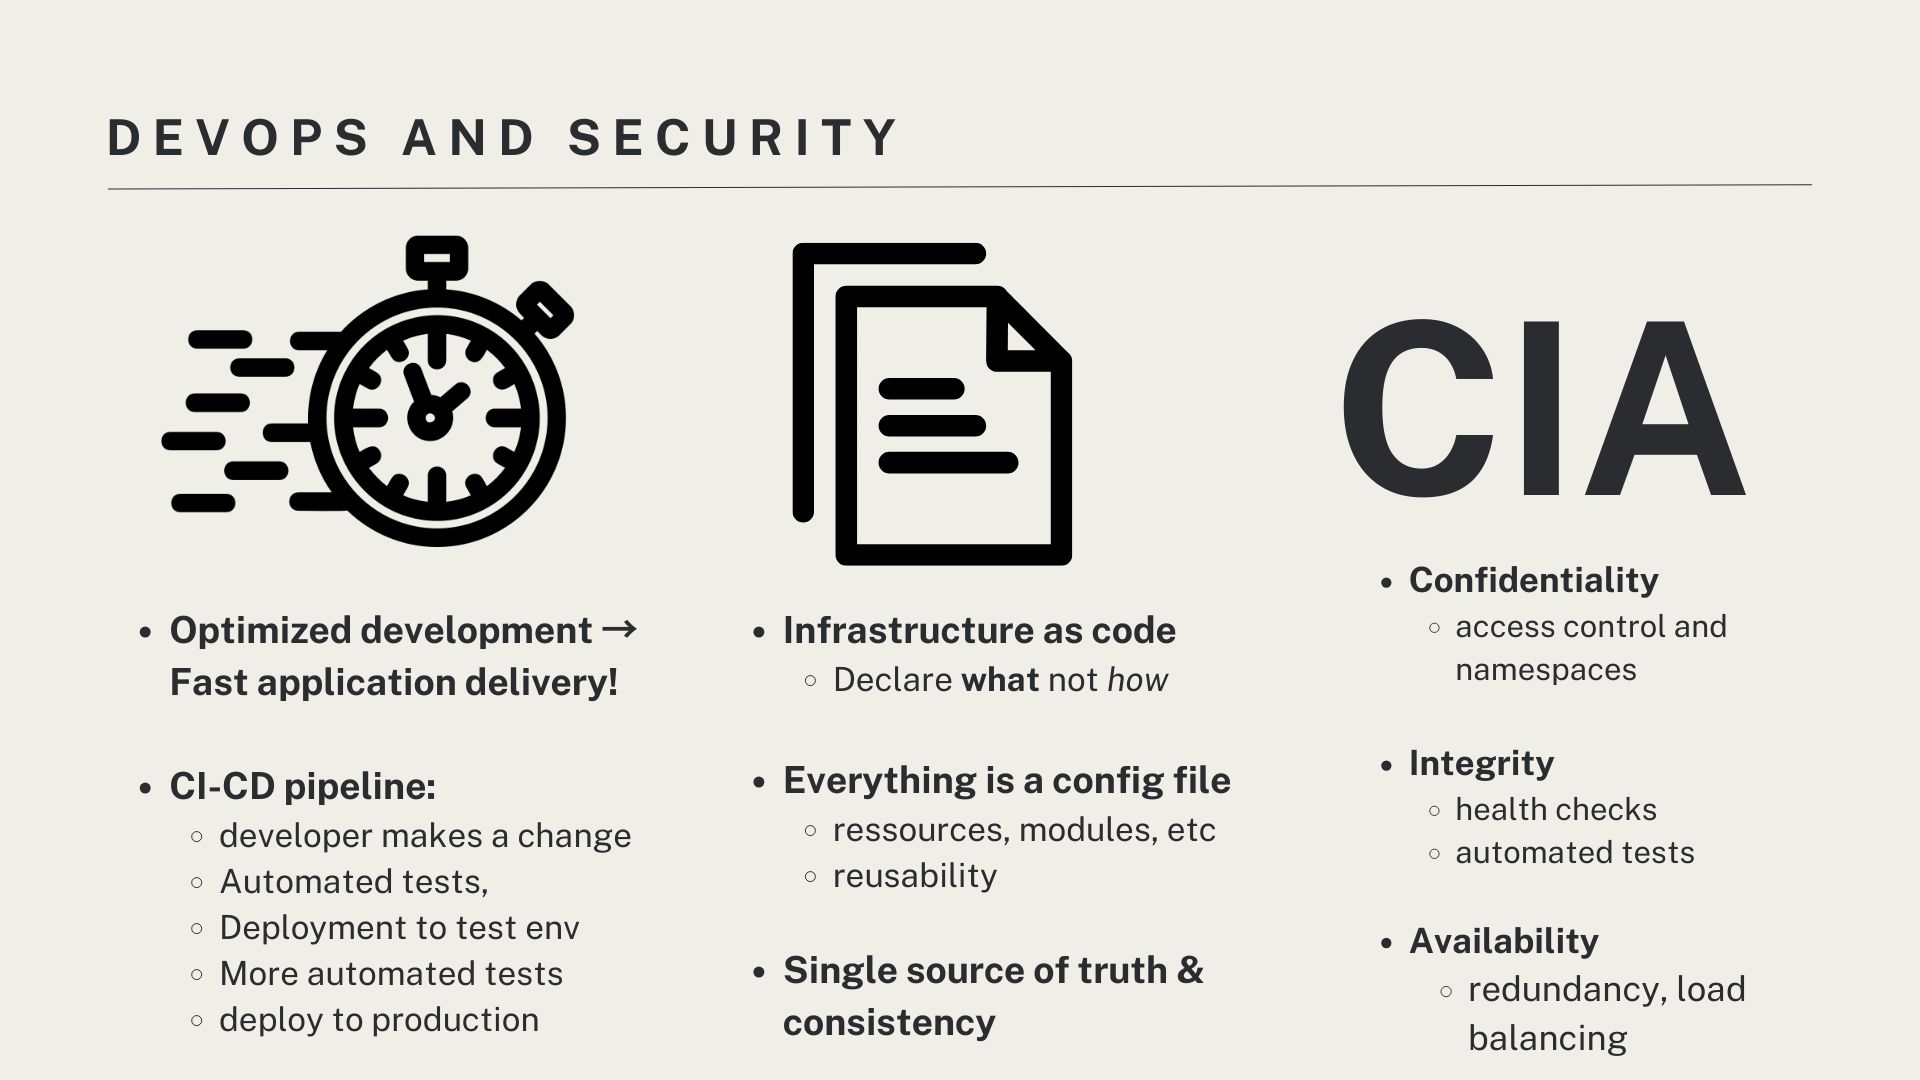 DEVOPS AND SECURITY
• Optimized development →
Fast application delivery!
• CI-CD pipeline:
◦ developer makes a change
◦ Automated tests,
◦ Deployment to test env
◦ More automated tests
◦ deploy to production
• Infrastructure as code
◦ Declare what not how
• Everything is a config file
◦ ressources, modules, etc
◦ reusability
• Single source of truth &
consistency
CIA
• Confidentiality
◦ access control and
namespaces
• Integrity
◦ health checks
◦ automated tests
• Availability
◦ redundancy, load
balancing